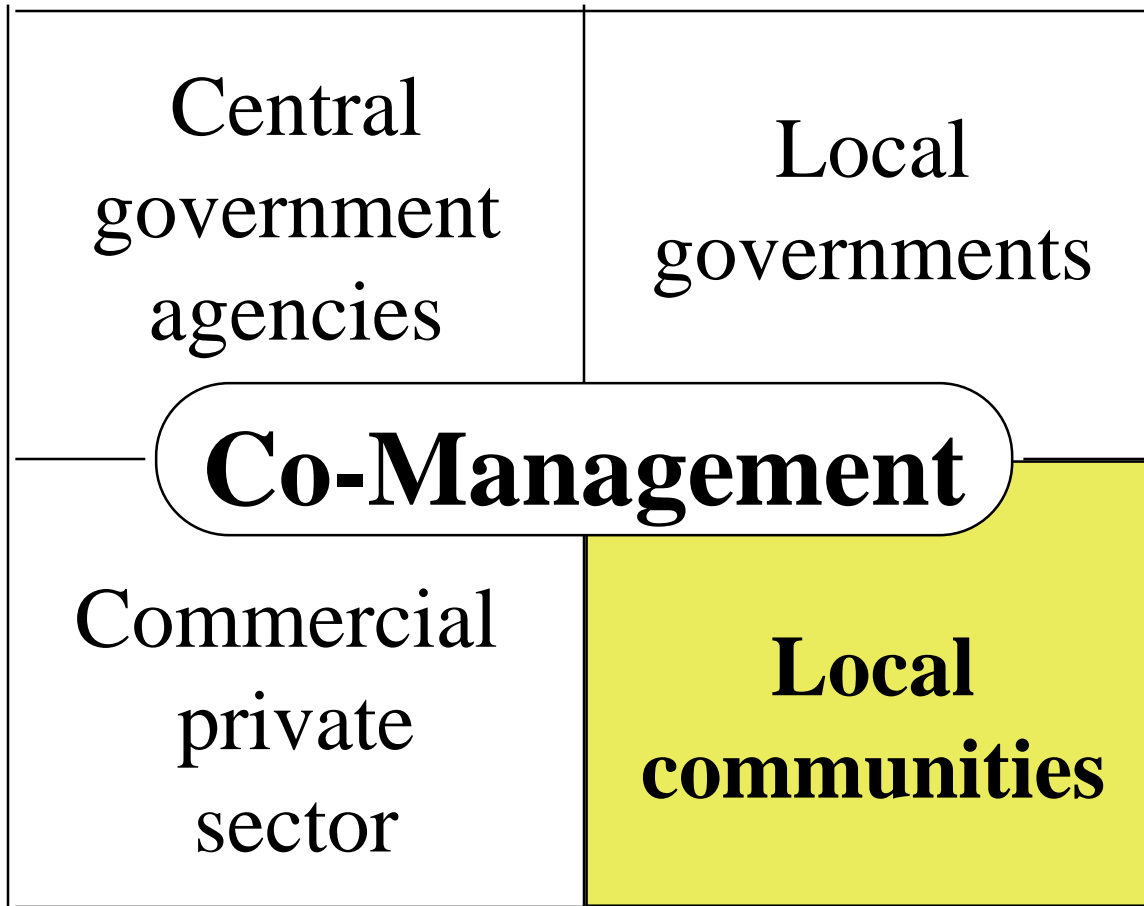 Central
government
agencies
Local
governments
Co-Management
Commercial
private
sector
Local
communities